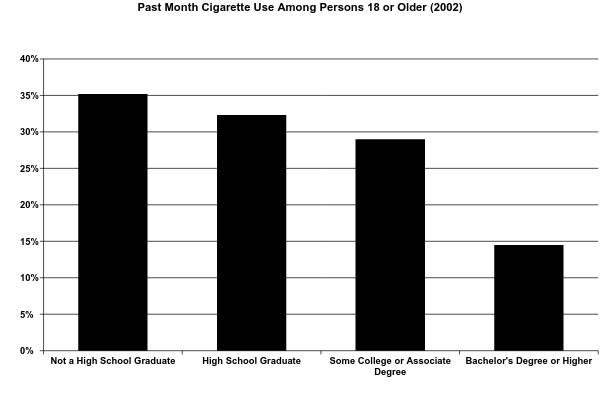 Past Month Cigarette Use Among Persons 18 or Older (2002)
40%
35%
30%
25%
20%
15%
10%
5%
0%
Not a High School Graduate
High School Graduate
Some College or Associate
Degree
Bachelor's Degree or Higher